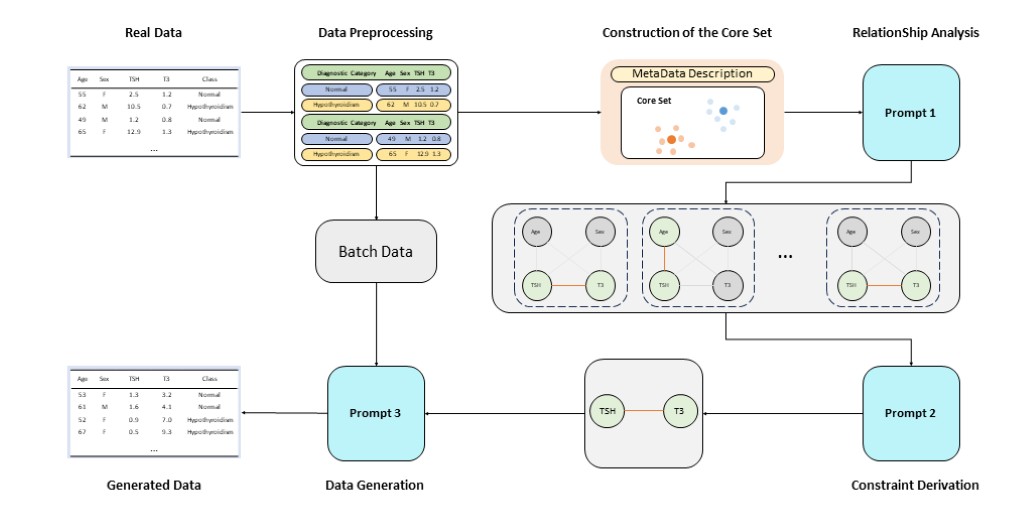 Real Data
Data Preprocessing
Construction of the Core Set
RelationShip Analysis
Age Sex TSH T3 Class
55 F 2.5 1.2 Normal
62 M 10.5 0.7 Hypothyroidism
49 M 1.2 0.8 Normal
65 F 12.9 1.3 Hypothyroidism
...
Diagnostic Category Age Sex TSH T3
Normal 55 F 2.5 1.2
Hypothyroidism 62 M 10.5 0.7
Diagnostic Category Age Sex TSH T3
Normal 49 M 1.2 0.8
Hypothyroidism 65 F 12.9 1.3
MetaData Description
Core Set
Prompt 1
Batch Data
Age Sex
TSH T3
Age Sex
TSH T3
...
Age Sex
TSH T3
Age Sex TSH T3 Class
53 F 1.3 3.2 Normal
61 M 1.6 4.1 Normal
52 F 0.9 7.0 Hypothyroidism
67 F 0.5 9.3 Hypothyroidism
...
Prompt 3
TSH T3
Prompt 2
Generated Data
Data Generation
Constraint Derivation